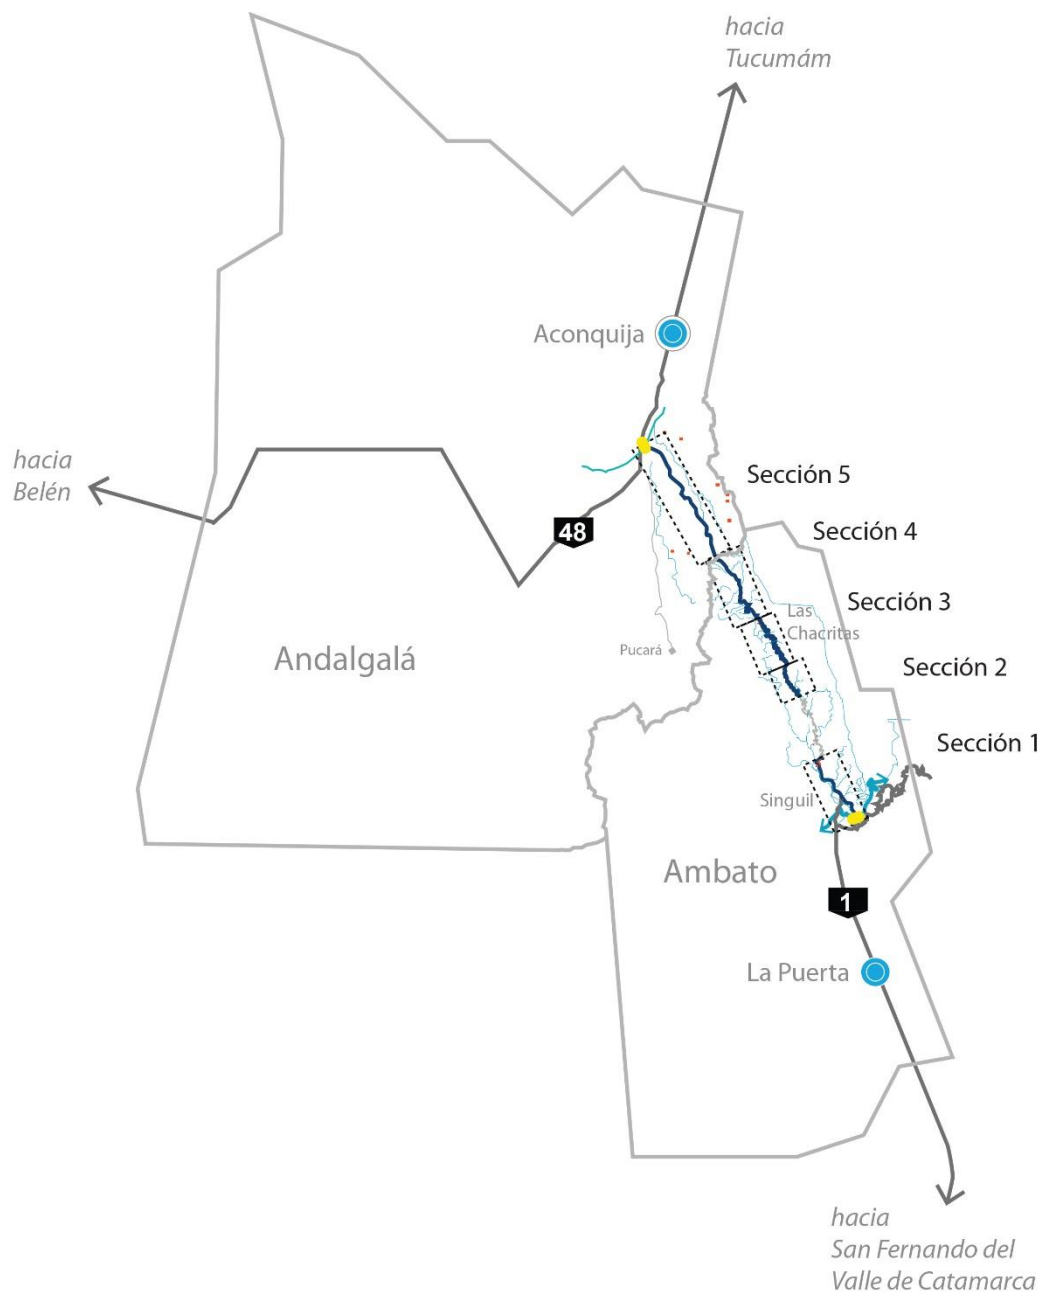 hacia
Tucumám
Aconquija
hacia
Belén
Sección 5
48
Sección 4
Sección 3
Las
Chacritas
Pucará
Andalgalá
Sección 2
Sección 1
Singuil
Ambato
1
La Puerta
hacia
San Fernando del
Valle de Catamarca